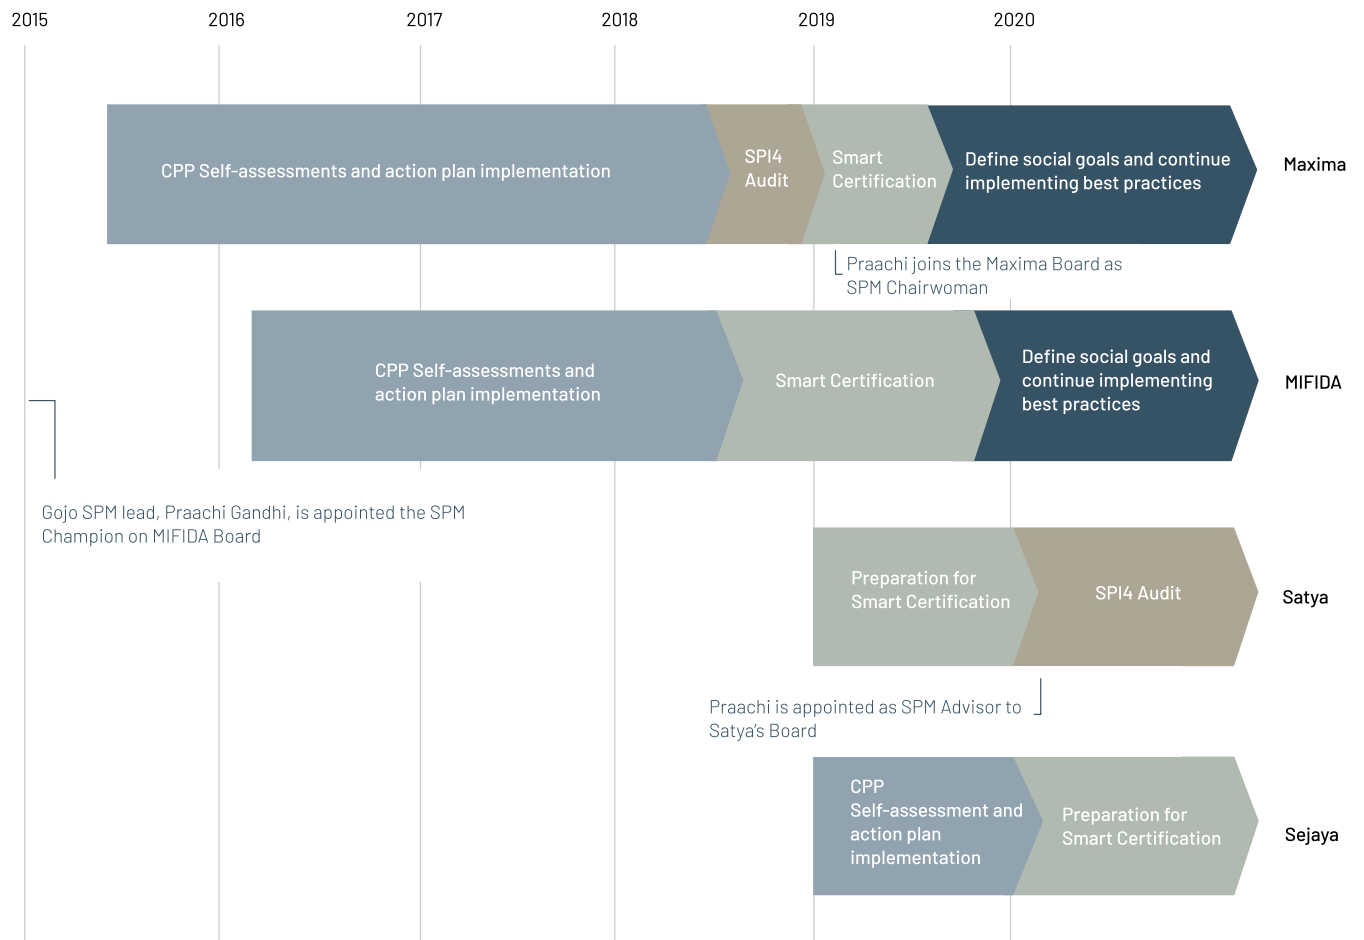 2015 2016 2017 2018 2019 2020
CPP Self-assessments and action plan implementation
SPI4
Audit
Smart
Certification
Define social goals and continue
implementing best practices
Maxima
Praachi joins the Maxima Board as
SPM Chairwoman
CPP Self-assessments and
action plan implementation
Smart Certification
Define social goals and
continue implementing
best practices
MIFIDA
Gojo SPM lead, Praachi Gandhi, is appointed the SPM
Champion on MIFIDA Board
Preparation for
Smart Certification
SPI4 Audit
Satya
Praachi is appointed as SPM Advisor to
Satya's Board
CPP
Self-assessment and
action plan
implementation
Preparation for
Smart Certification
Sejaya